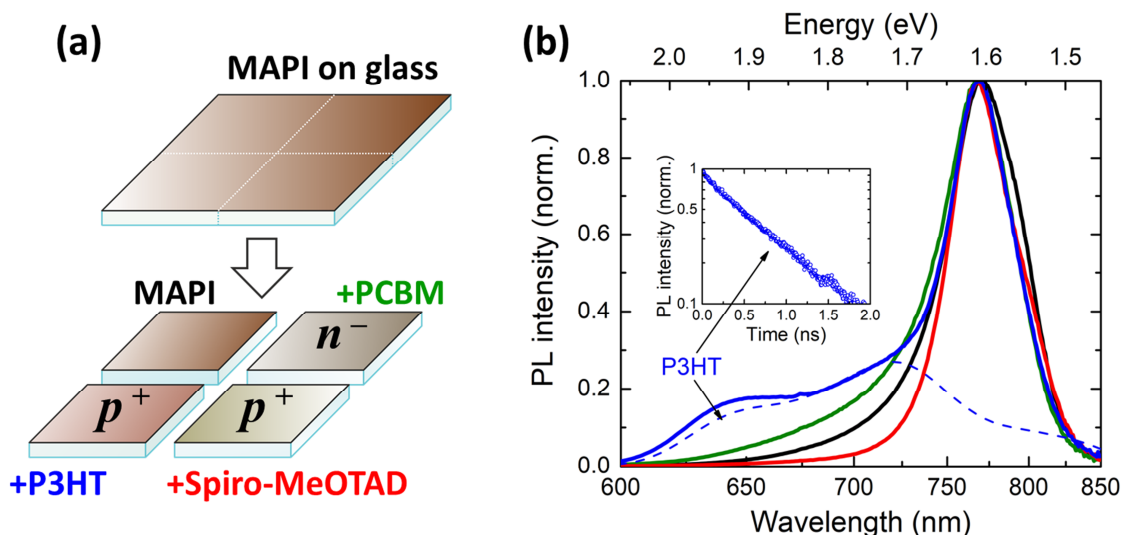 (a)
MAPI on glass
MAPI
+PCBM
n⁻
p⁺
p⁺
+P3HT
+Spiro-MeOTAD
(b)
Energy (eV)
2.0 1.9 1.8 1.7 1.6 1.5
PL intensity (norm.)
1.0
0.8
0.6
0.4
0.2
0.0
PL intensity (norm.)
1
0.5
0.1
0.0 0.5 1.0 1.5 2.0
Time (ns)
P3HT
600 650 700 750 800 850
Wavelength (nm)